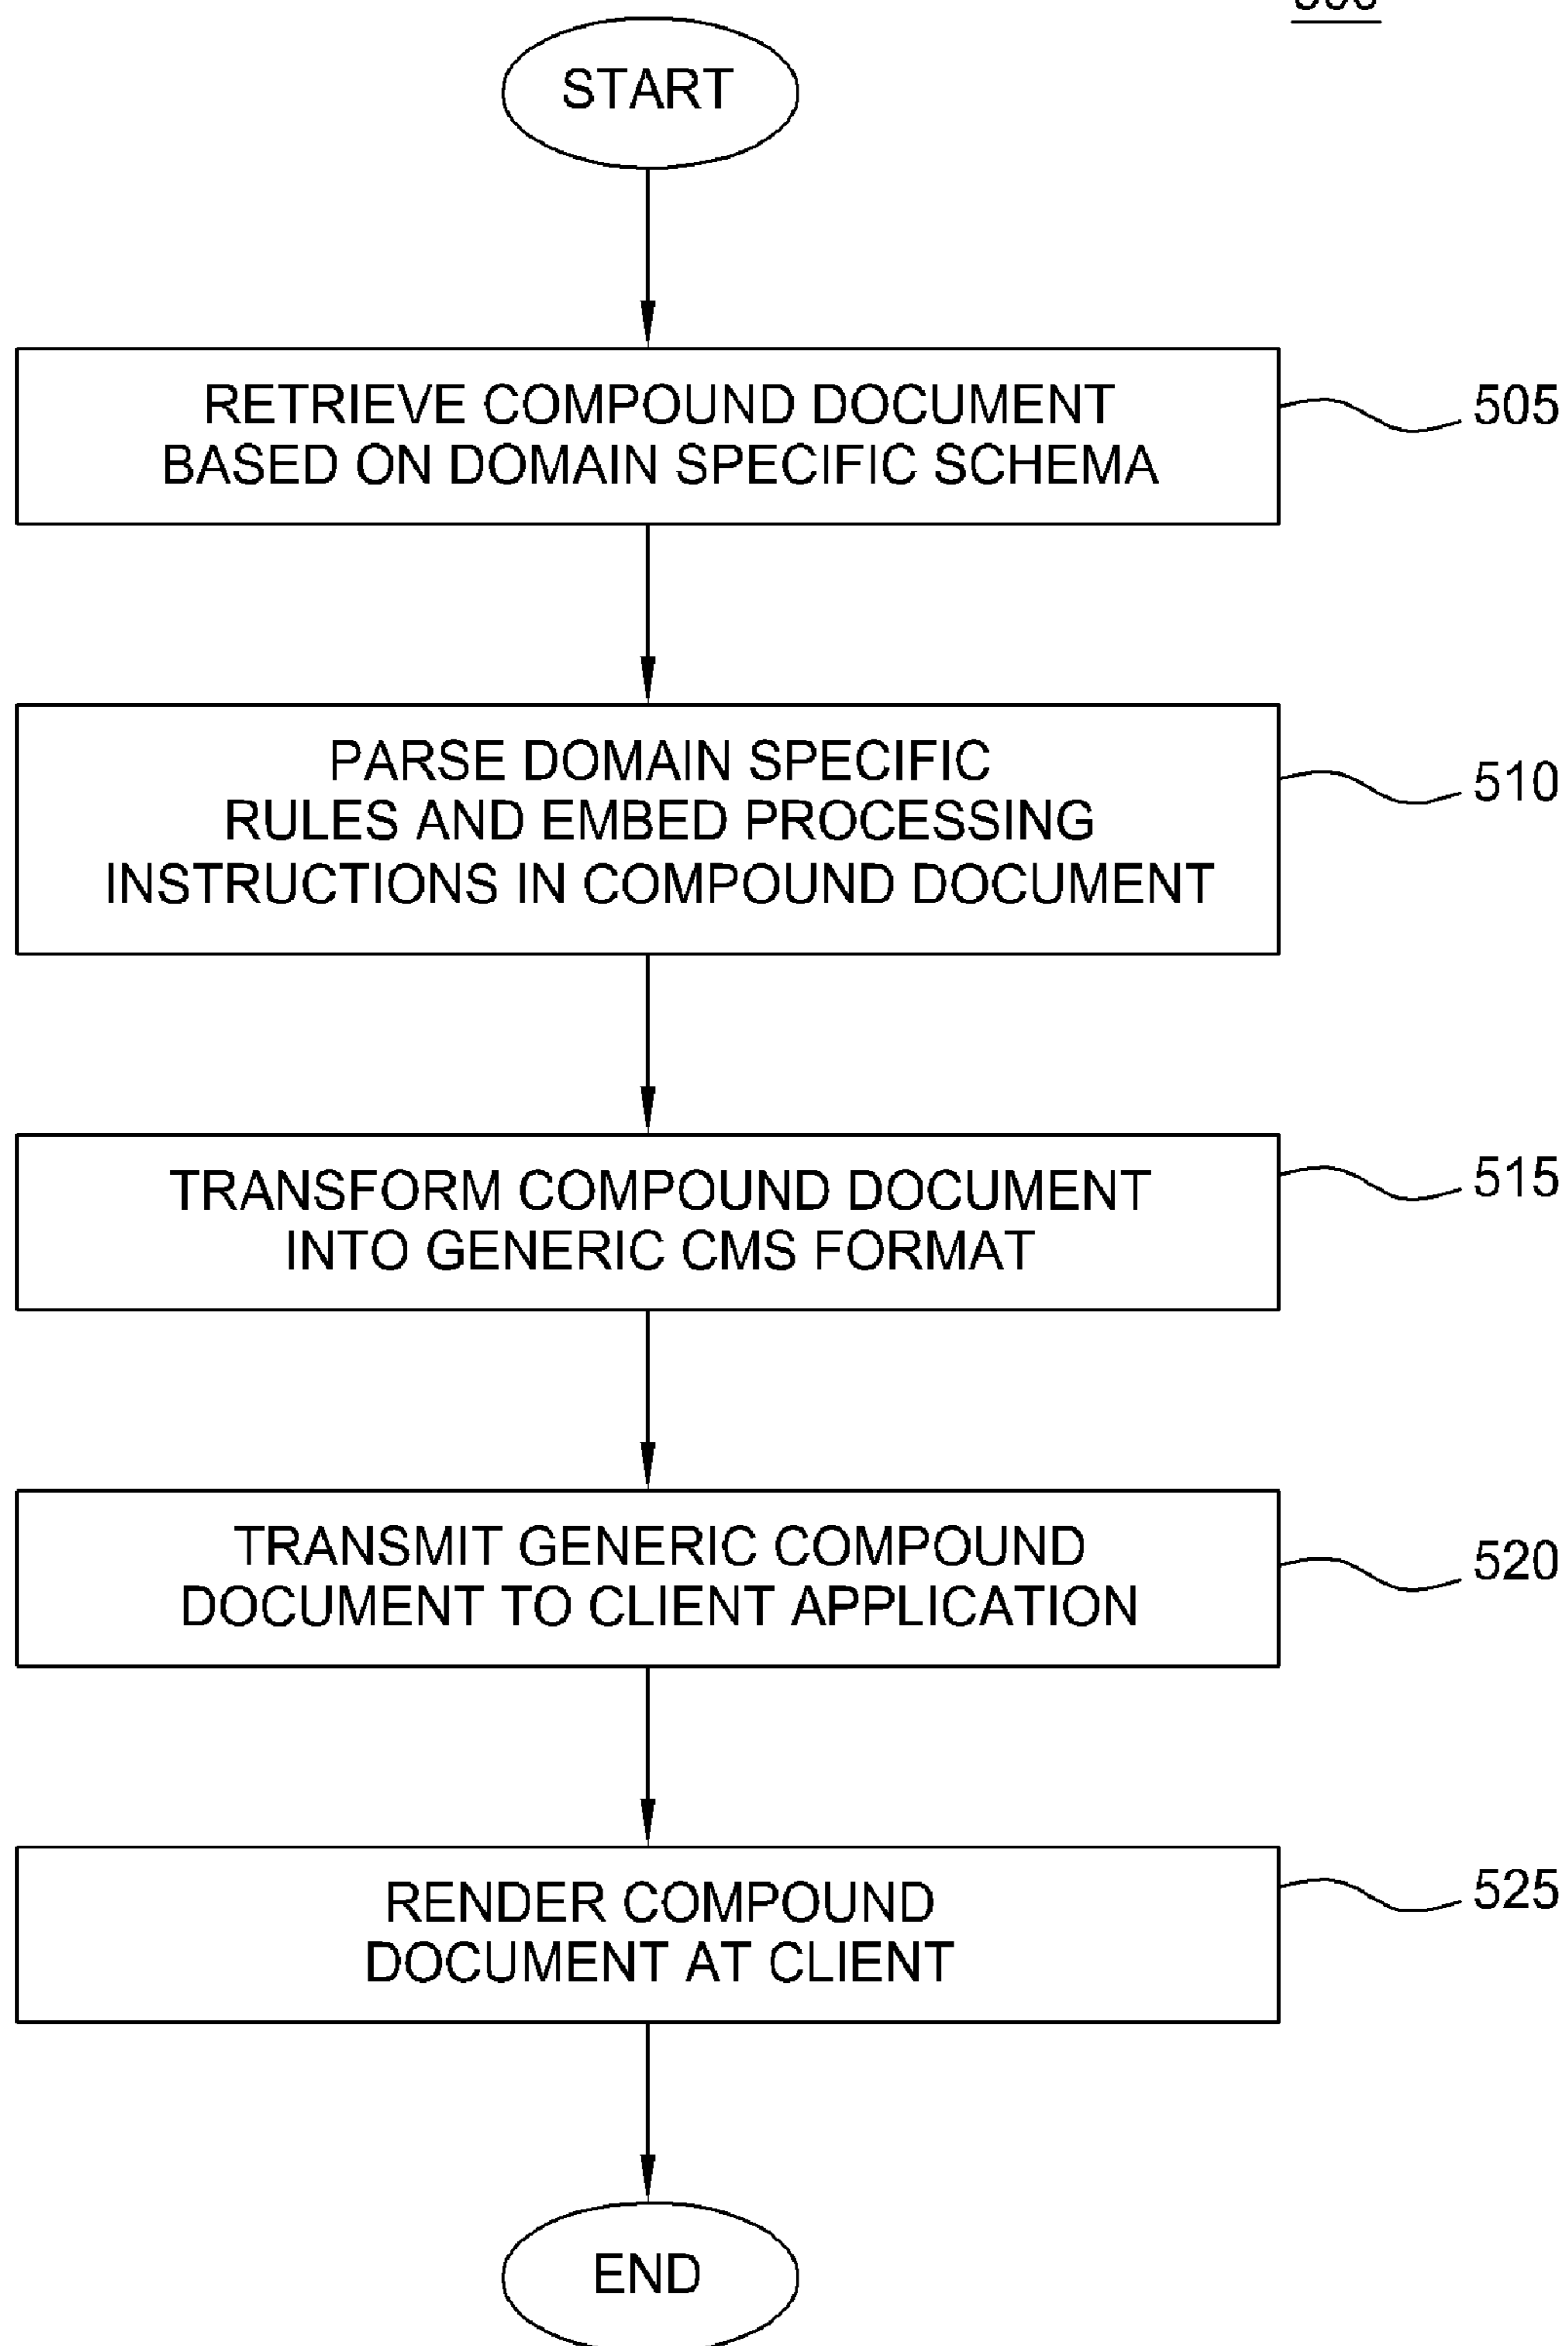 START
RETRIEVE COMPOUND DOCUMENT
BASED ON DOMAIN SPECIFIC SCHEMA
505
PARSE DOMAIN SPECIFIC
RULES AND EMBED PROCESSING
INSTRUCTIONS IN COMPOUND DOCUMENT
510
TRANSFORM COMPOUND DOCUMENT
INTO GENERIC CMS FORMAT
515
TRANSMIT GENERIC COMPOUND
DOCUMENT TO CLIENT APPLICATION
520
RENDER COMPOUND
DOCUMENT AT CLIENT
525
END